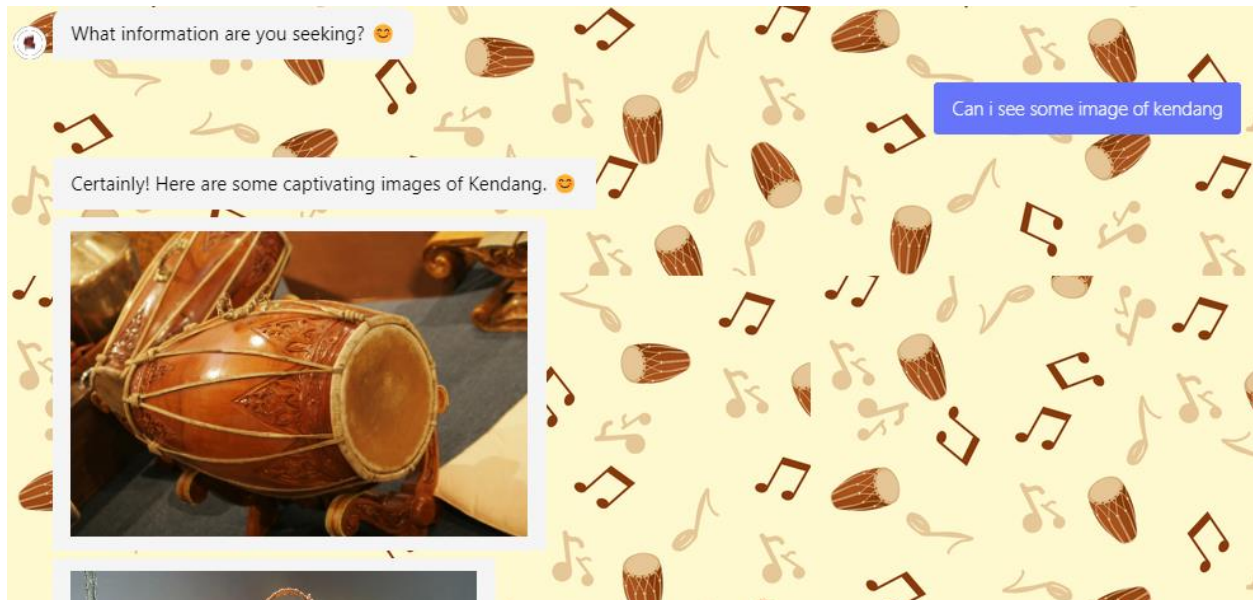 What information are you seeking? 😊
Can i see some image of kendang
Certainly! Here are some captivating images of Kendang. 😊